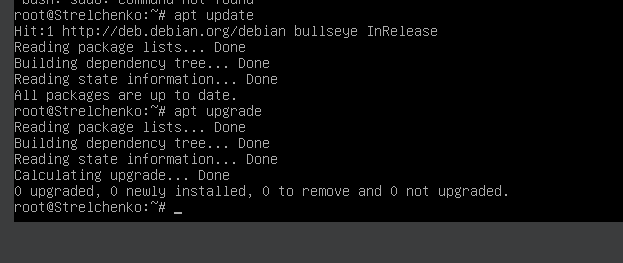 bash: sudo: command not found
root@Strelchenko:~# apt update
Hit:1 http://deb.debian.org/debian bullseye InRelease
Reading package lists... Done
Building dependency tree... Done
Reading state information... Done
All packages are up to date.
root@Strelchenko:~# apt upgrade
Reading package lists... Done
Building dependency tree... Done
Reading state information... Done
Calculating upgrade... Done
0 upgraded, 0 newly installed, 0 to remove and 0 not upgraded.
root@Strelchenko:~# _